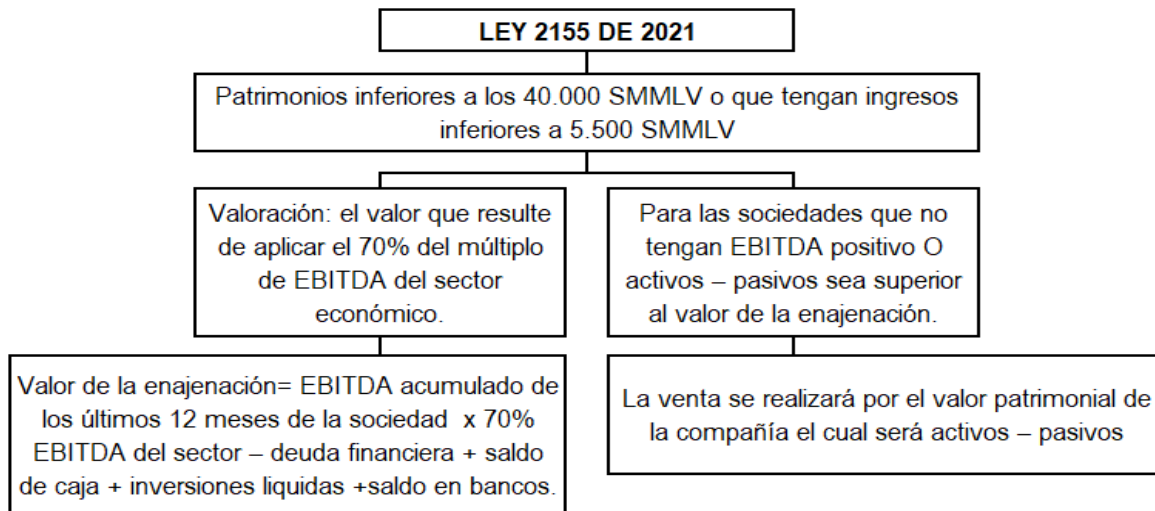 LEY 2155 DE 2021
Patrimonios inferiores a los 40.000 SMMLV o que tengan ingresos
inferiores a 5.500 SMMLV
Valoración: el valor que resulte
de aplicar el 70% del múltiplo
de EBITDA del sector
económico.
Para las sociedades que no
tengan EBITDA positivo O
activos – pasivos sea superior
al valor de la enajenación.
Valor de la enajenación= EBITDA acumulado de
los últimos 12 meses de la sociedad  x 70%
EBITDA del sector – deuda financiera + saldo
de caja + inversiones liquidas +saldo en bancos.
La venta se realizará por el valor patrimonial de
la compañía el cual será activos – pasivos